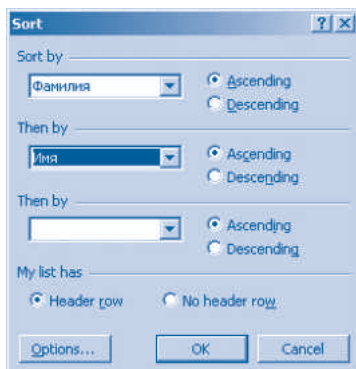 Sort
Sort by
Фамилия
Ascending
Descending
Then by
Имя
Ascending
Descending
Then by
Ascending
Descending
My list has
Header row
No header row
Options...
OK
Cancel